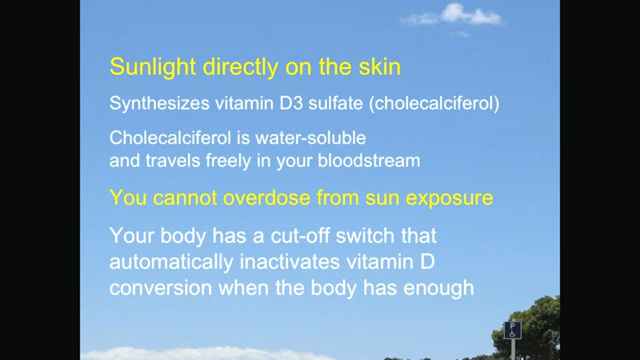 Sunlight directly on the skin
Synthesizes vitamin D3 sulfate (cholecalciferol)
Cholecalciferol is water-soluble
and travels freely in your bloodstream
You cannot overdose from sun exposure
Your body has a cut-off switch that
automatically inactivates vitamin D
conversion when the body has enough
P